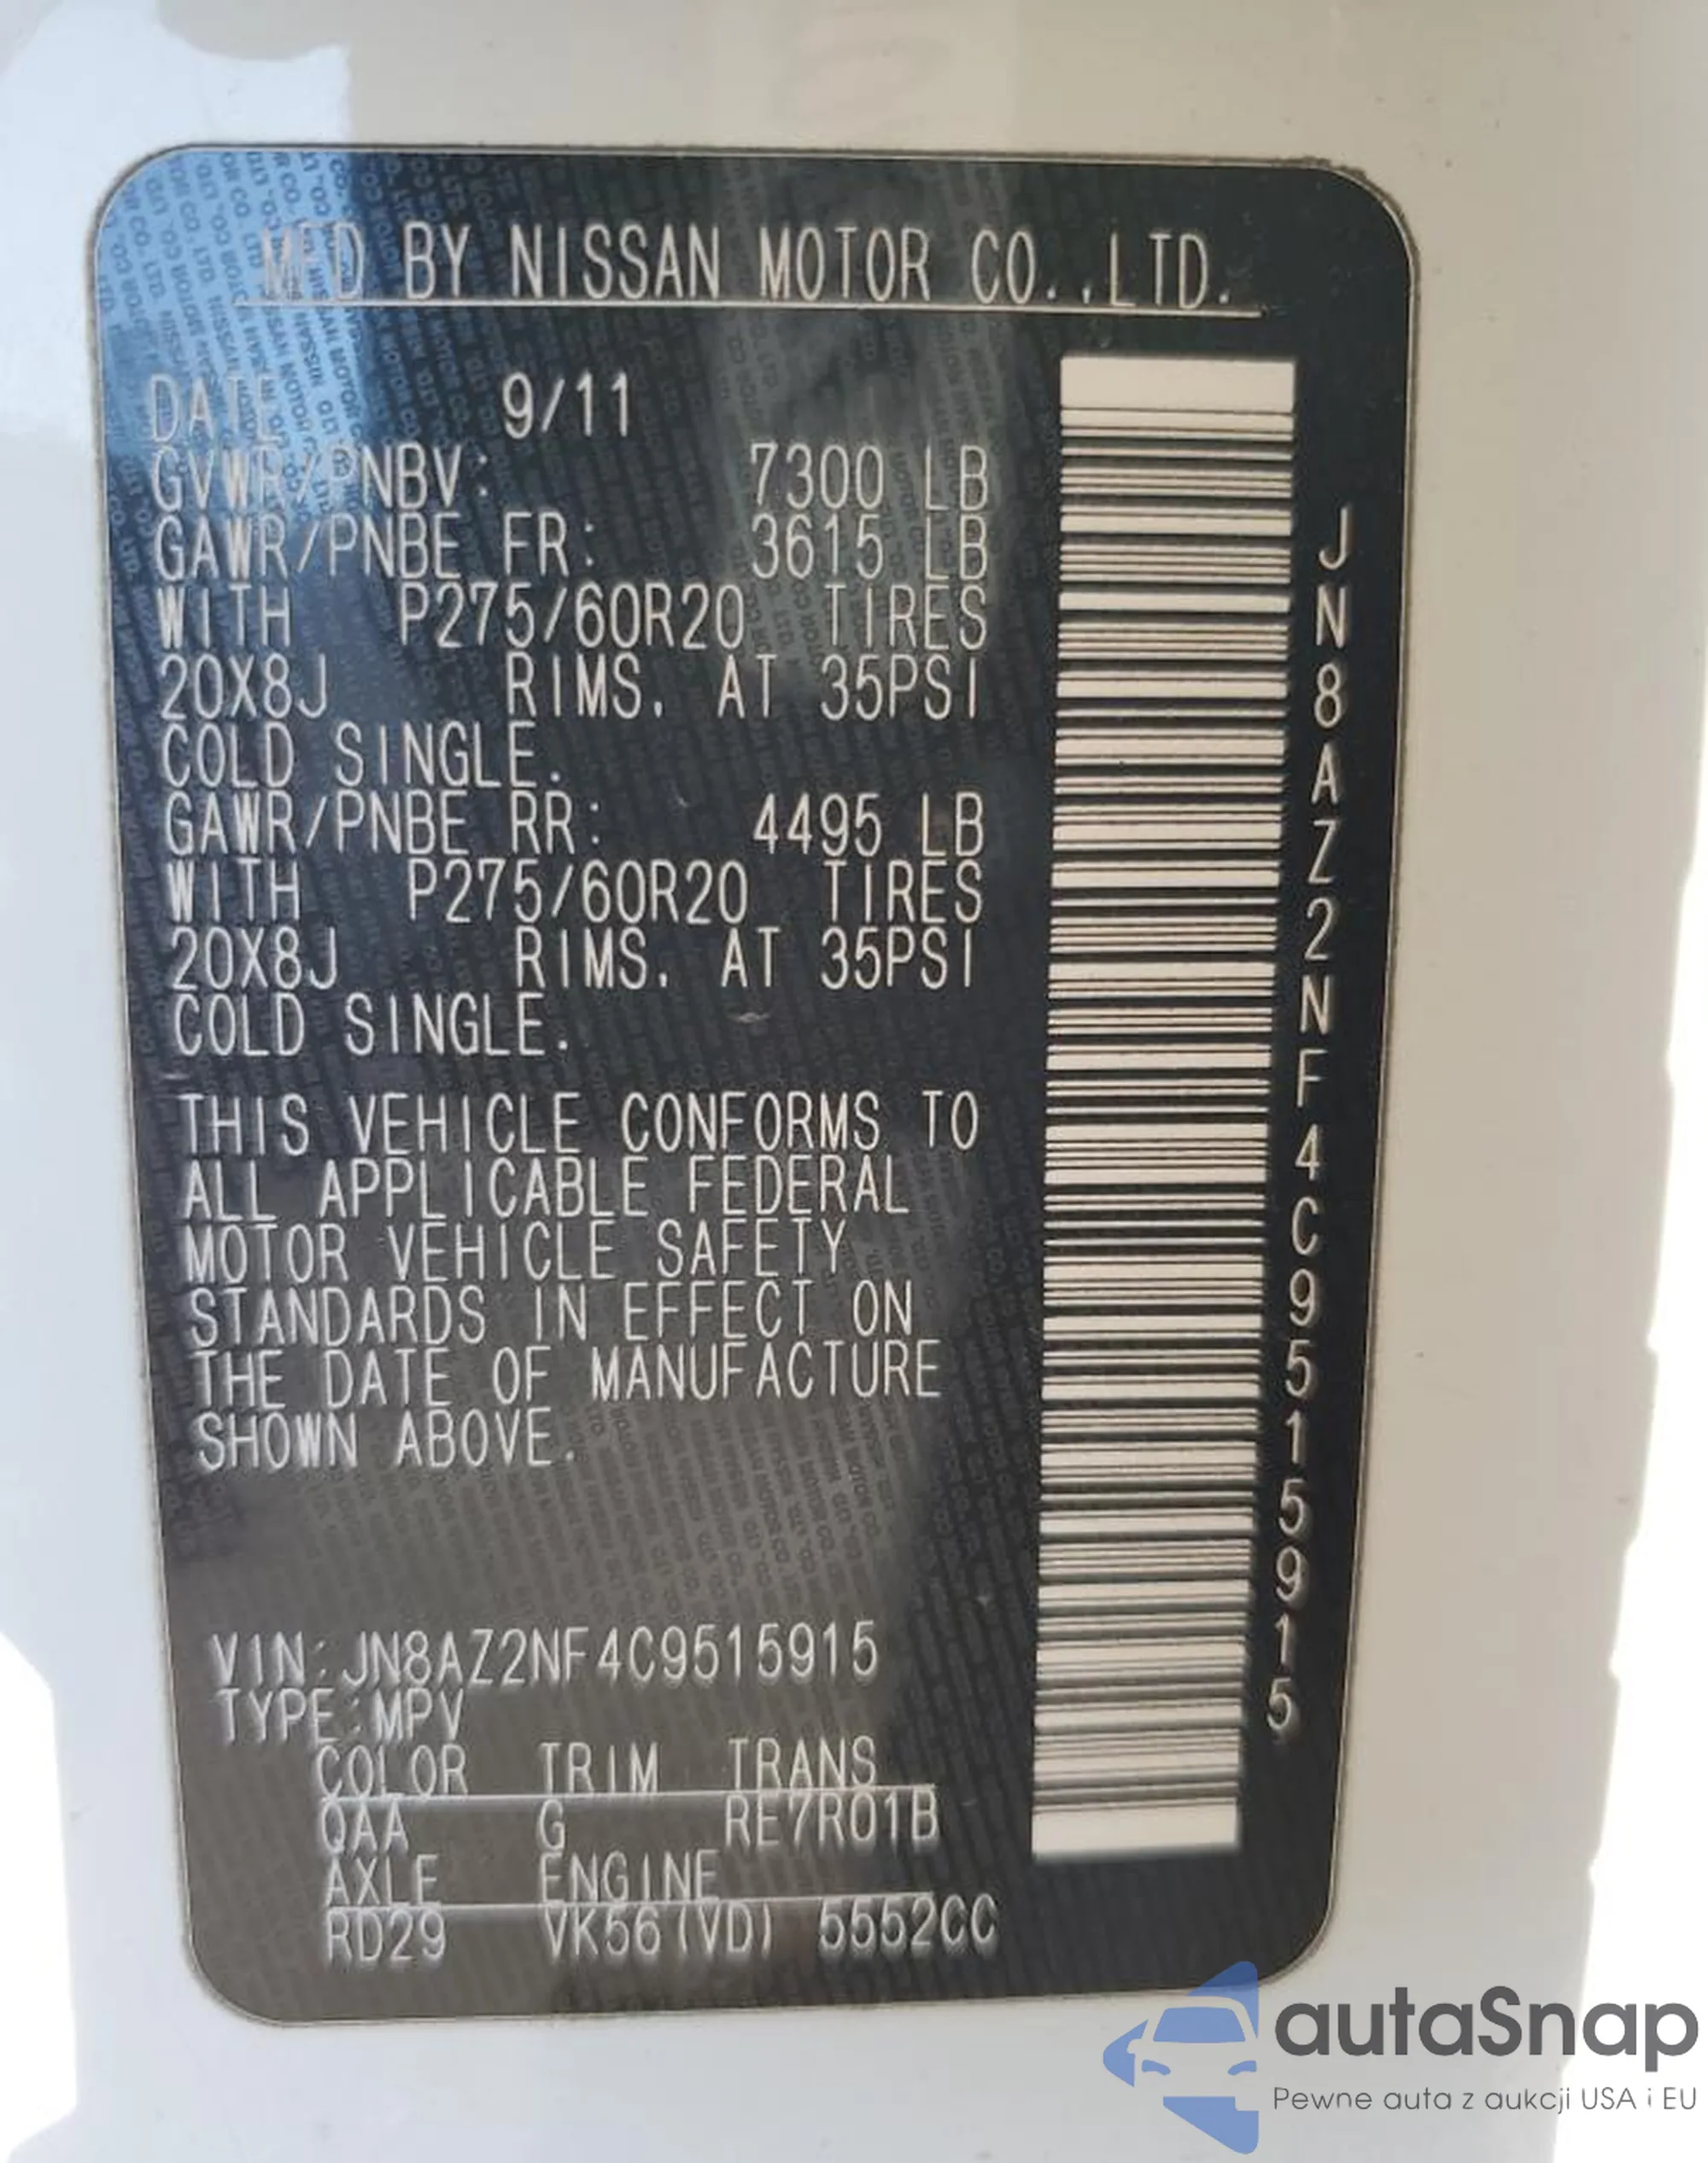 MFD BY NISSAN MOTOR CO.,LTD.
DATE 9/11
GVWR/PNBV: 7300 LB
GAWR/PNBE FR: 3615 LB
WITH P275/60R20 TIRES
20X8J RIMS. AT 35PSI
COLD SINGLE.
GAWR/PNBE RR: 4495 LB
WITH P275/60R20 TIRES
20X8J RIMS. AT 35PSI
COLD SINGLE.
THIS VEHICLE CONFORMS TO
ALL APPLICABLE FEDERAL
MOTOR VEHICLE SAFETY
STANDARDS IN EFFECT ON
THE DATE OF MANUFACTURE
SHOWN ABOVE.
VIN:JN8AZ2NF4C9515915
TYPE:MPV
COLOR TRIM TRANS
QAA G RE7R01B
AXLE ENGINE
RD29 VK56(VD) 5552CC
JN8AZ2NF4C9515915
autaSnap
Pewne auta z aukcji USA i EU